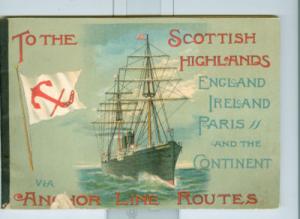 TO THE SCOTTISH
HIGHLANDS
ENGLAND
IRELAND
PARIS //
AND THE
CONTINENT
VIA
ANCHOR LINE ROUTES